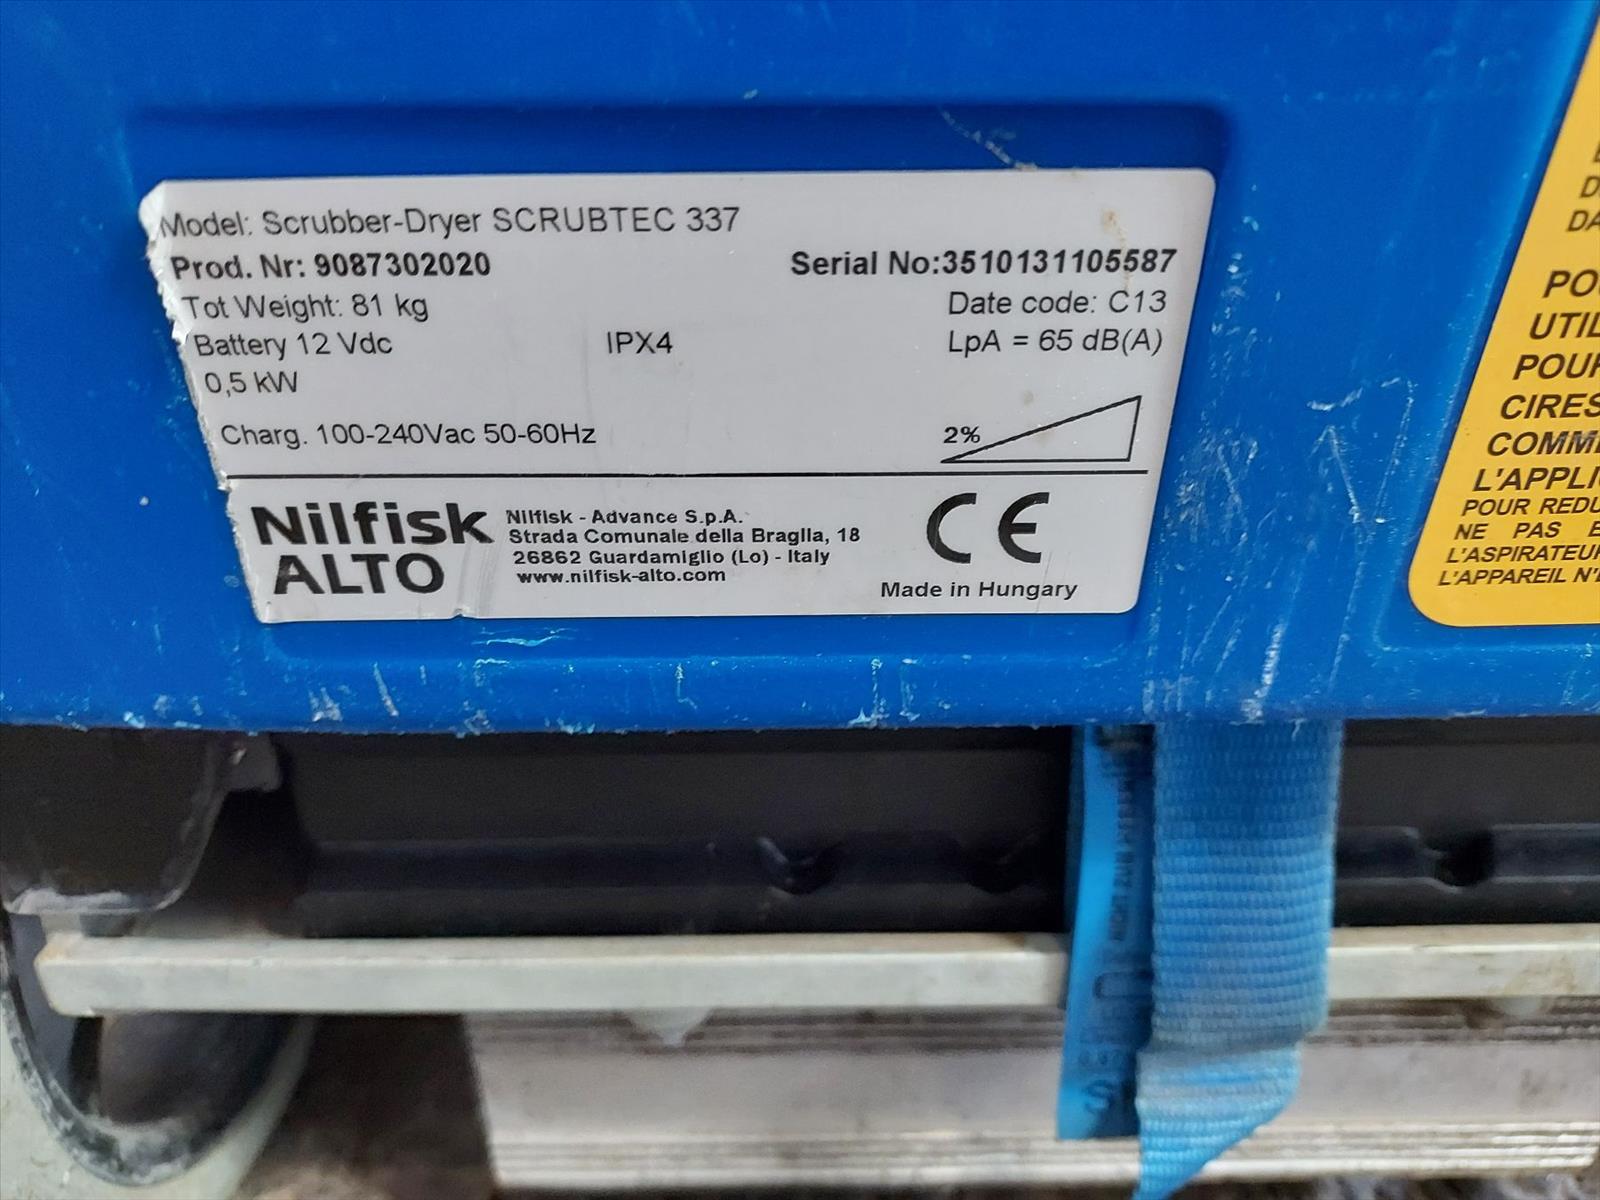 Model: Scrubber-Dryer SCRUBTEC 337
Prod. Nr: 9087302020
Serial No:3510131105587
Tot Weight: 81 kg
Date code: C13
Battery 12 Vdc
IPX4
LpA = 65 dB(A)
0,5 kW
Charg. 100-240Vac 50-60Hz
2%
Nilfisk
ALTO
Nilfisk - Advance S.p.A.
Strada Comunale della Braglia, 18
26862 Guardamiglio (Lo) - Italy
www.nilfisk-alto.com
CE
Made in Hungary
DA
PO
UTIL
POUR
CIRES
COMM
L'APPLI
POUR REDU
NE PAS
L'ASPIRATEUR
L'APPAREIL N'